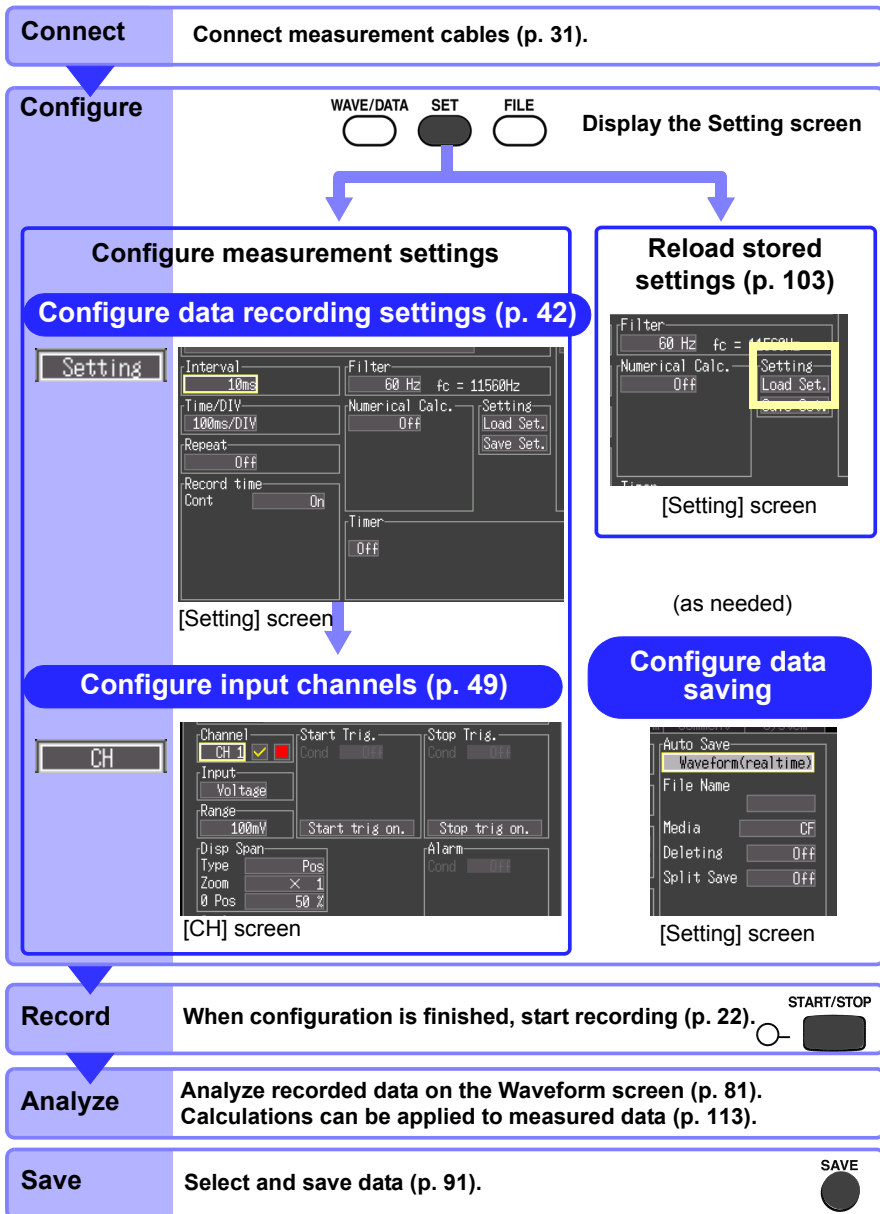 Connect
Connect measurement cables (p. 31).
Configure
WAVE/DATA SET FILE
Display the Setting screen
Configure measurement settings
Configure data recording settings (p. 42)
Setting
Interval
10ms
Time/DIV
100ms/DIV
Repeat
Off
Record time
Cont On
Filter
60 Hz fc = 11560Hz
Numerical Calc.
Off
Setting
Load Set.
Save Set.
Timer
Off
[Setting] screen
Configure input channels (p. 49)
CH
Channel
CH 1
Input
Voltage
Range
100mV
Disp Span
Type Pos
Zoom × 1
0 Pos 50 %
Start Trig.
Cond Off
Start trig on.
Stop Trig.
Cond Off
Stop trig on.
Alarm
Cond Off
[CH] screen
Reload stored
settings (p. 103)
Filter
60 Hz fc = 11560Hz
Numerical Calc.
Off
Setting
Load Set.
Save Set.
Timer
[Setting] screen
(as needed)
Configure data
saving
Auto Save
Waveform(realtime)
File Name
Media CF
Deleting Off
Split Save Off
[Setting] screen
Record
When configuration is finished, start recording (p. 22).
START/STOP
Analyze
Analyze recorded data on the Waveform screen (p. 81).
Calculations can be applied to measured data (p. 113).
Save
Select and save data (p. 91).
SAVE